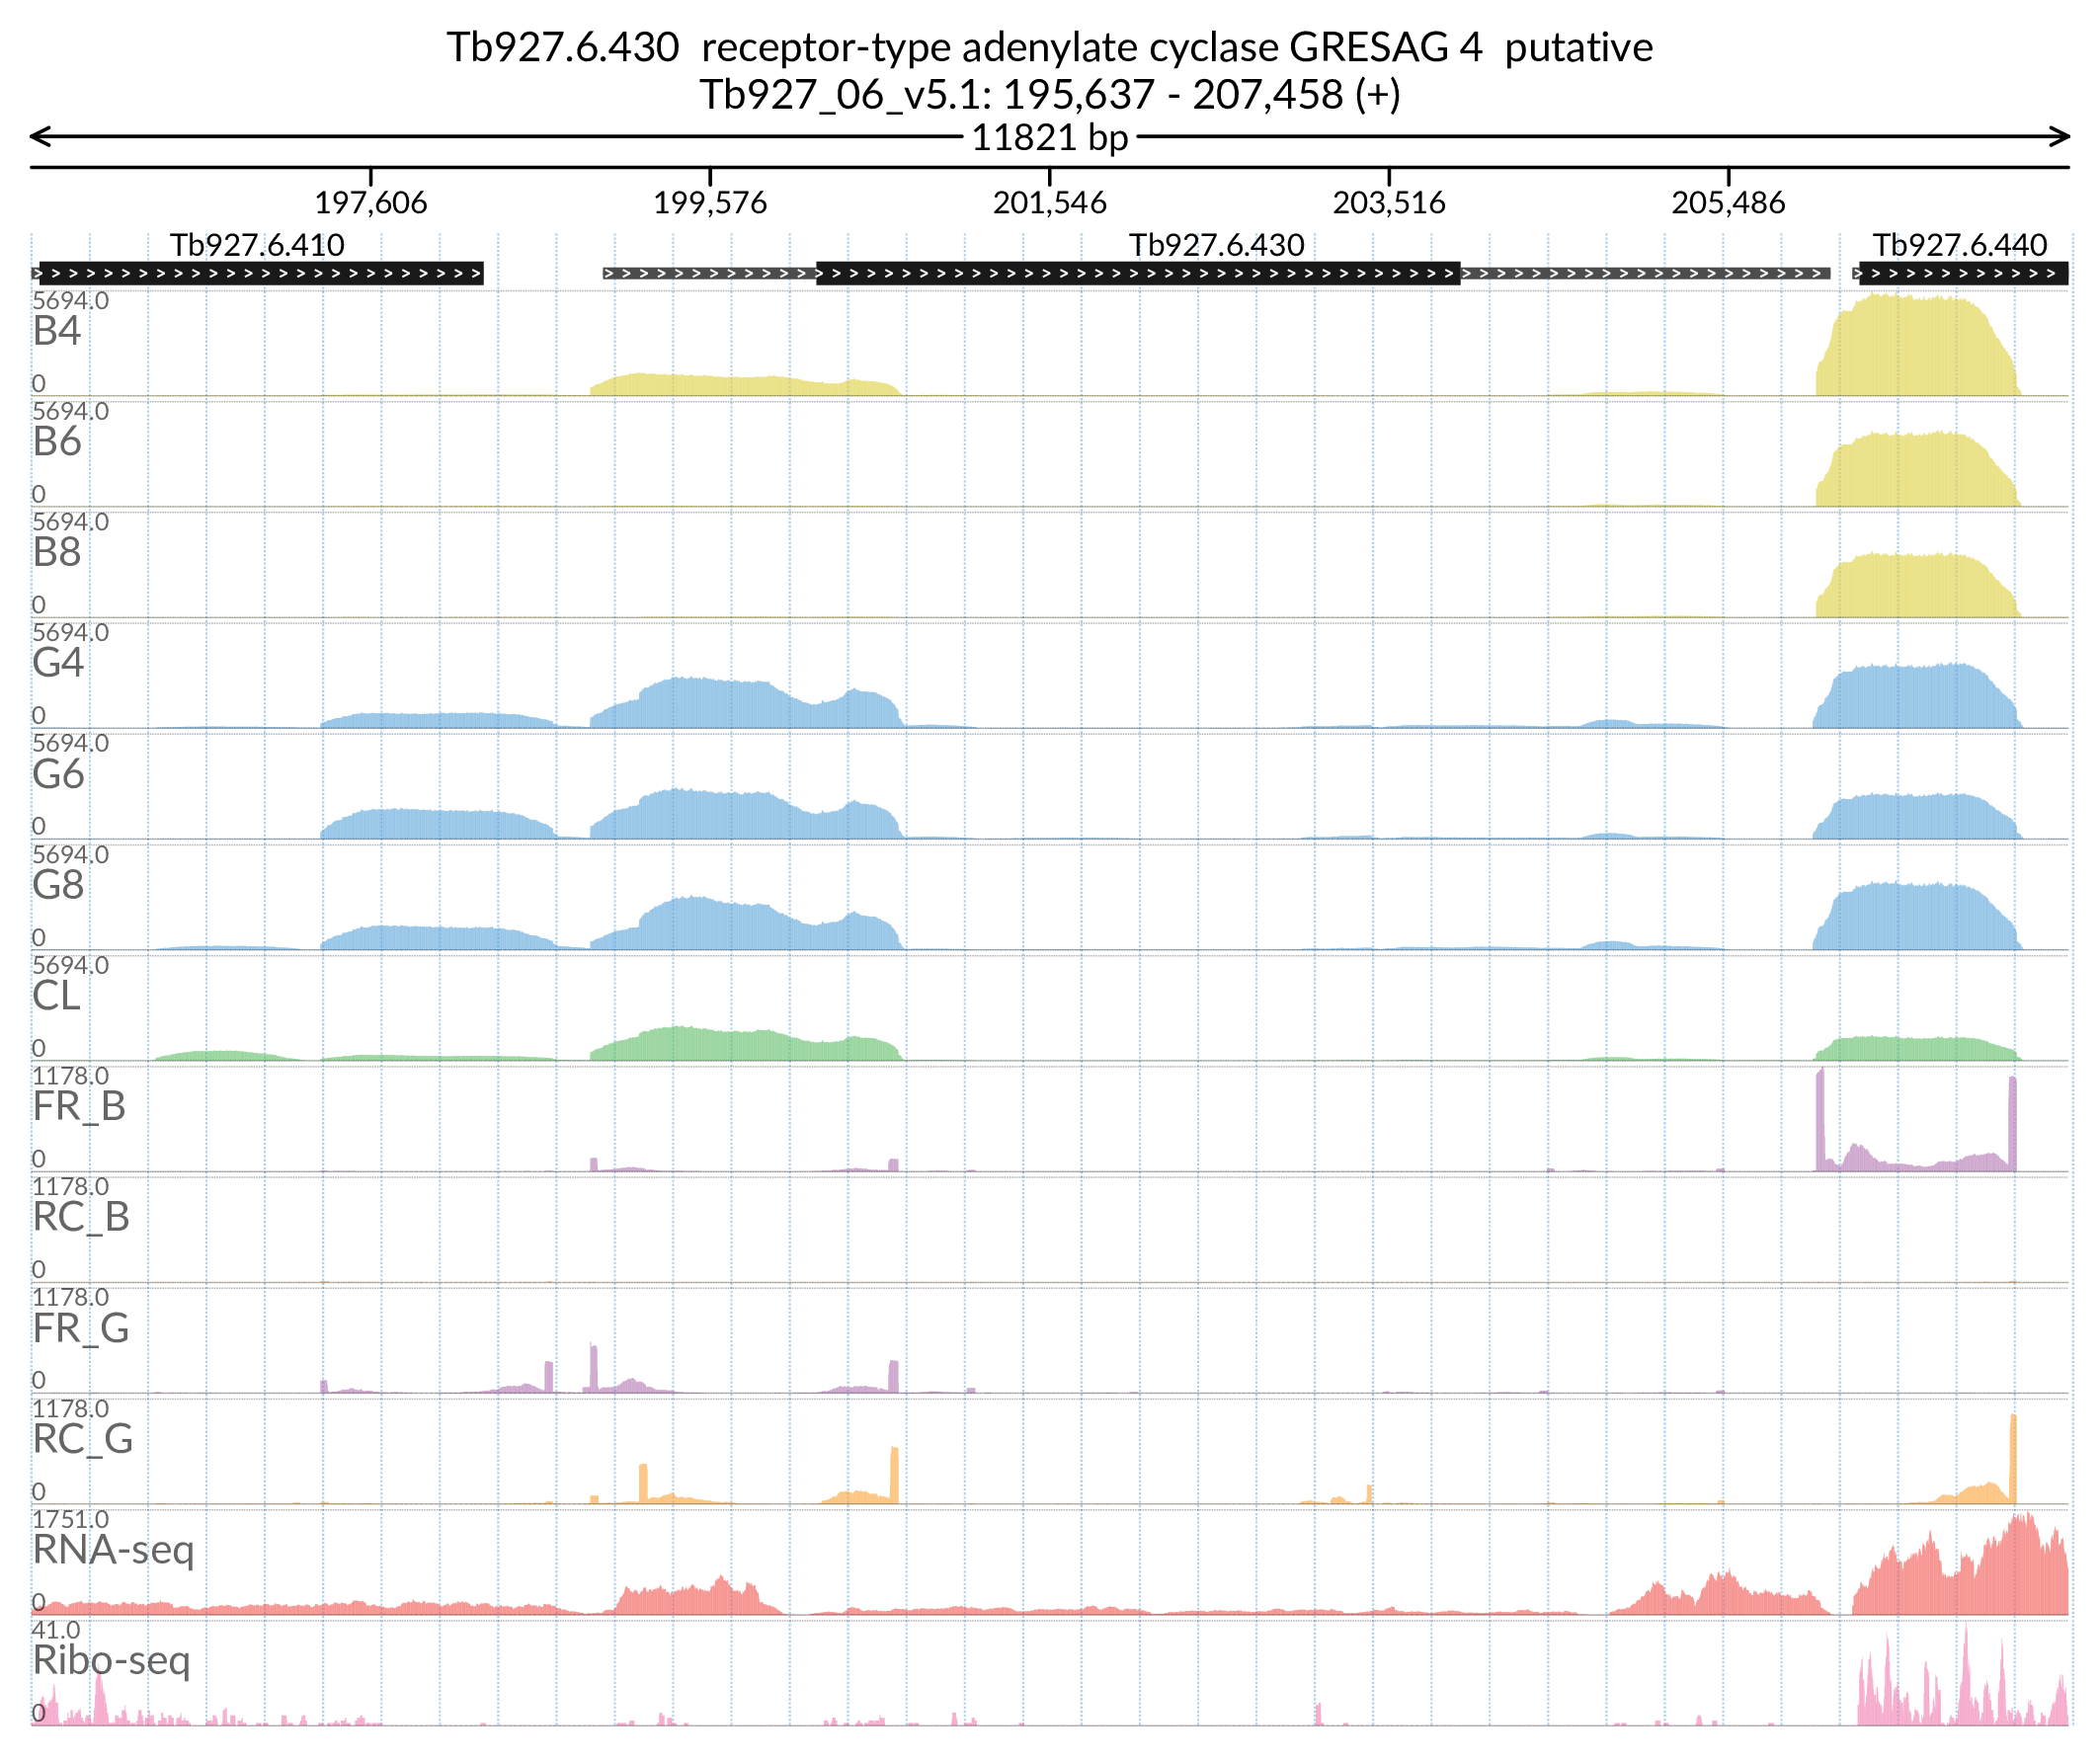 Tb927.6.430  receptor-type adenylate cyclase GRESAG 4  putative
Tb927_06_v5.1: 195,637 - 207,458 (+)
11821 bp
197,606 199,576 201,546 203,516 205,486
Tb927.6.410 Tb927.6.430 Tb927.6.440
5694.0
B4
0
5694.0
B6
0
5694.0
B8
0
5694.0
G4
0
5694.0
G6
0
5694.0
G8
0
5694.0
CL
0
1178.0
FR_B
0
1178.0
RC_B
0
1178.0
FR_G
0
1178.0
RC_G
0
1751.0
RNA-seq
0
41.0
Ribo-seq
0